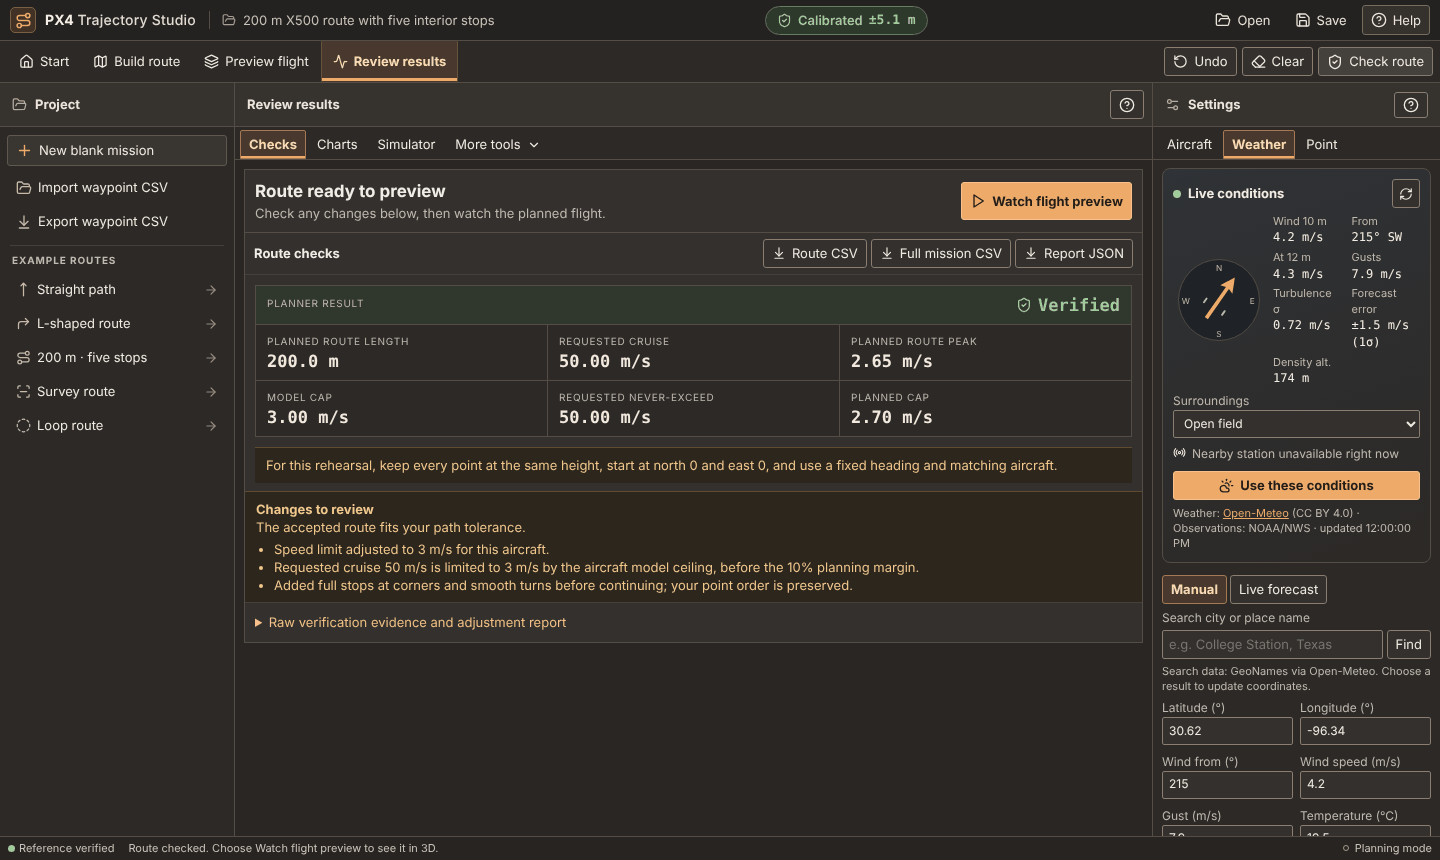 PX4 Trajectory Studio
200 m X500 route with five interior stops
Calibrated ±5.1 m
Open
Save
Help
Start
Build route
Preview flight
Review results
Undo
Clear
Check route
Project
New blank mission
Import waypoint CSV
Export waypoint CSV
EXAMPLE ROUTES
Straight path
L-shaped route
200 m · five stops
Survey route
Loop route
Review results
Checks
Charts
Simulator
More tools
Route ready to preview
Check any changes below, then watch the planned flight.
Watch flight preview
Route checks
Route CSV
Full mission CSV
Report JSON
PLANNER RESULT
Verified
PLANNED ROUTE LENGTH
200.0 m
REQUESTED CRUISE
50.00 m/s
PLANNED ROUTE PEAK
2.65 m/s
MODEL CAP
3.00 m/s
REQUESTED NEVER-EXCEED
50.00 m/s
PLANNED CAP
2.70 m/s
For this rehearsal, keep every point at the same height, start at north 0 and east 0, and use a fixed heading and matching aircraft.
Changes to review
The accepted route fits your path tolerance.
• Speed limit adjusted to 3 m/s for this aircraft.
• Requested cruise 50 m/s is limited to 3 m/s by the aircraft model ceiling, before the 10% planning margin.
• Added full stops at corners and smooth turns before continuing; your point order is preserved.
Raw verification evidence and adjustment report
Settings
Aircraft
Weather
Point
Live conditions
N
W
E
S
Wind 10 m
4.2 m/s
From
215° SW
At 12 m
4.3 m/s
Gusts
7.9 m/s
Turbulence
σ
0.72 m/s
Forecast
error
±1.5 m/s
(1σ)
Density alt.
174 m
Surroundings
Open field
Nearby station unavailable right now
Use these conditions
Weather: Open-Meteo (CC BY 4.0) ·
Observations: NOAA/NWS · updated 12:00:00
PM
Manual
Live forecast
Search city or place name
e.g. College Station, Texas
Find
Search data: GeoNames via Open-Meteo. Choose a
result to update coordinates.
Latitude (°)
30.62
Longitude (°)
-96.34
Wind from (°)
215
Wind speed (m/s)
4.2
Gust (m/s)
Temperature (°C)
Reference verified
Route checked. Choose Watch flight preview to see it in 3D.
Planning mode